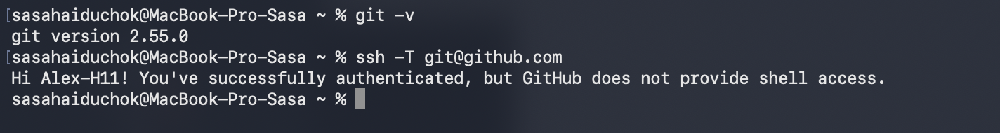 [sasahaiduchok@MacBook-Pro-Sasa ~ % git -v
git version 2.55.0
[sasahaiduchok@MacBook-Pro-Sasa ~ % ssh -T git@github.com
Hi Alex-H11! You've successfully authenticated, but GitHub does not provide shell access.
sasahaiduchok@MacBook-Pro-Sasa ~ %